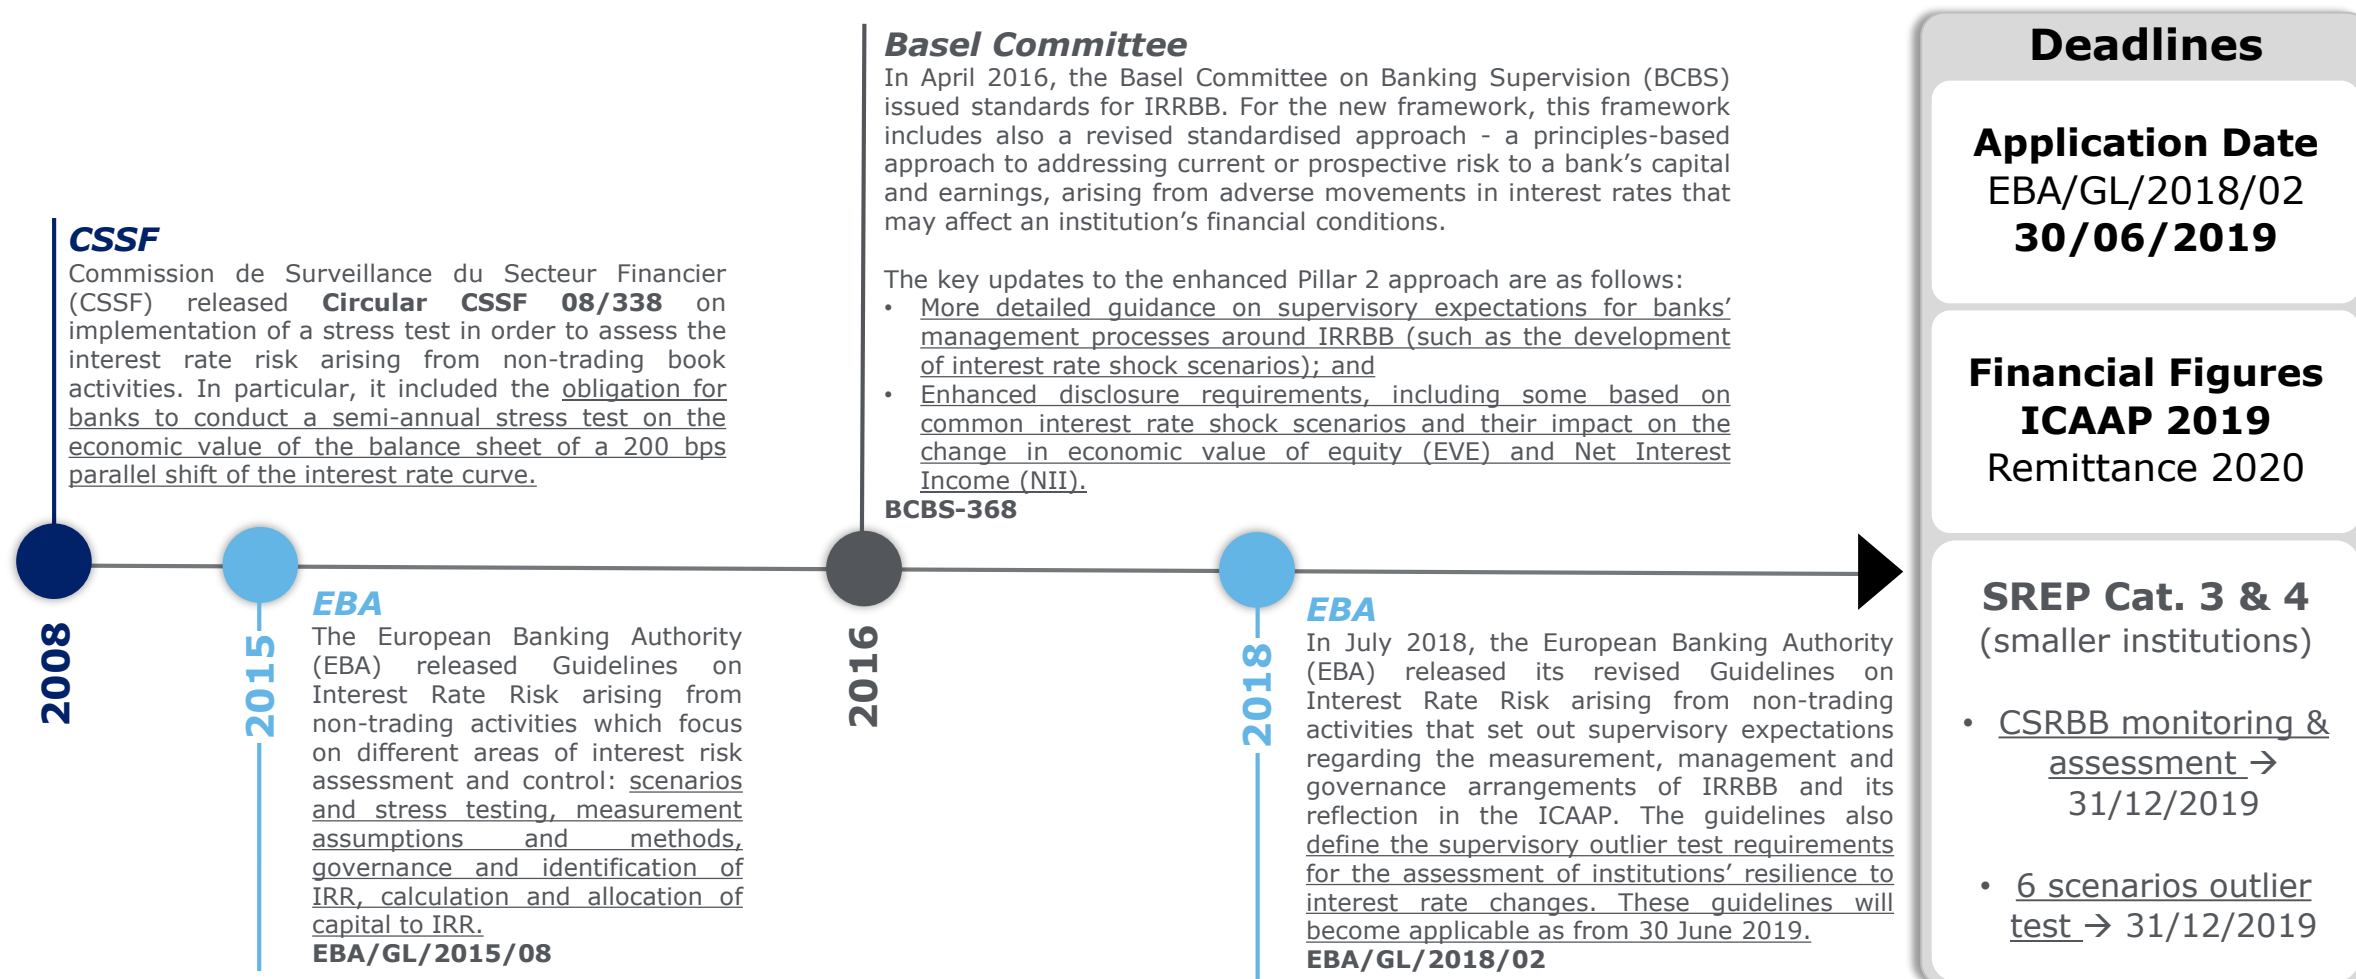 CSSF
Commission de Surveillance du Secteur Financier
(CSSF) released Circular CSSF 08/338 on
implementation of a stress test in order to assess the
interest rate risk arising from non-trading book
activities. In particular, it included the obligation for
banks to conduct a semi-annual stress test on the
economic value of the balance sheet of a 200 bps
parallel shift of the interest rate curve.
2008
2015
EBA
The European Banking Authority
(EBA) released Guidelines on
Interest Rate Risk arising from
non-trading activities which focus
on different areas of interest risk
assessment and control: scenarios
and stress testing, measurement
assumptions and methods,
governance and identification of
IRR, calculation and allocation of
capital to IRR.
EBA/GL/2015/08
Basel Committee
In April 2016, the Basel Committee on Banking Supervision (BCBS)
issued standards for IRRBB. For the new framework, this framework
includes also a revised standardised approach - a principles-based
approach to addressing current or prospective risk to a bank's capital
and earnings, arising from adverse movements in interest rates that
may affect an institution's financial conditions.
The key updates to the enhanced Pillar 2 approach are as follows:
• More detailed guidance on supervisory expectations for banks'
management processes around IRRBB (such as the development
of interest rate shock scenarios); and
• Enhanced disclosure requirements, including some based on
common interest rate shock scenarios and their impact on the
change in economic value of equity (EVE) and Net Interest
Income (NII).
BCBS-368
2016
2018
EBA
In July 2018, the European Banking Authority
(EBA) released its revised Guidelines on
Interest Rate Risk arising from non-trading
activities that set out supervisory expectations
regarding the measurement, management and
governance arrangements of IRRBB and its
reflection in the ICAAP. The guidelines also
define the supervisory outlier test requirements
for the assessment of institutions' resilience to
interest rate changes. These guidelines will
become applicable as from 30 June 2019.
EBA/GL/2018/02
Deadlines
Application Date
EBA/GL/2018/02
30/06/2019
Financial Figures
ICAAP 2019
Remittance 2020
SREP Cat. 3 & 4
(smaller institutions)
• CSRBB monitoring &
assessment →
31/12/2019
• 6 scenarios outlier
test → 31/12/2019